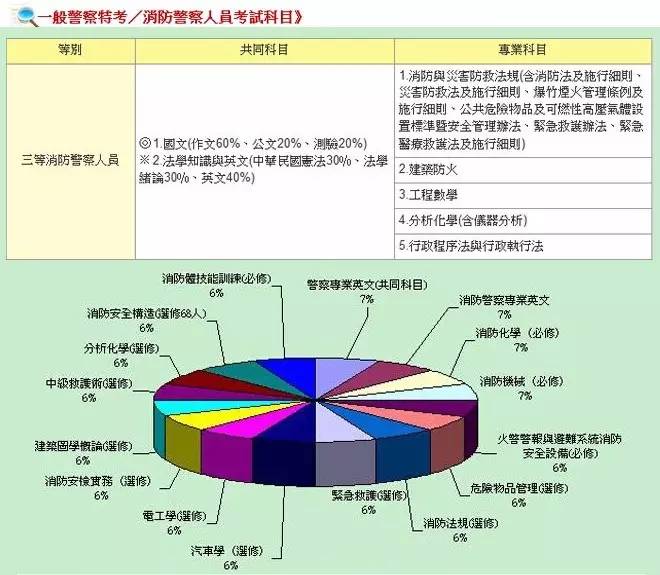 一般警察特考／消防警察人員考試科目》
等別
共同科目
專業科目
三等消防警察人員
◎1.國文(作文60%、公文20%、測驗20%)
※2.法學知識與英文(中華民國憲法30%、法學
緒論30%、英文40%)
1.消防與災害防救法規(含消防法及施行細則、
災害防救法及施行細則、爆竹煙火管理條例及
施行細則、公共危險物品及可燃性高壓氣體設
置標準暨安全管理辦法、緊急救護辦法、緊急
醫療救護法及施行細則)
2.建築防火
3.工程數學
4.分析化學(含儀器分析)
5.行政程序法與行政執行法
消防體技能訓練(必修)
6%
警察專業英文(共同科目)
7%
消防警察專業英文
7%
消防安全構造(選修68人)
6%
消防化學（必修）
7%
分析化學(選修)
6%
消防機械（必修）
7%
中級救護術(選修)
6%
火警警報與避難系統消防
安全設備(必修)
6%
建築圖學概論(選修)
6%
消防安檢實務（選修）
6%
危險物品管理(選修)
6%
緊急救護(選修)
6%
電工學(選修)
6%
消防法規(選修)
6%
汽車學（選修）
6%